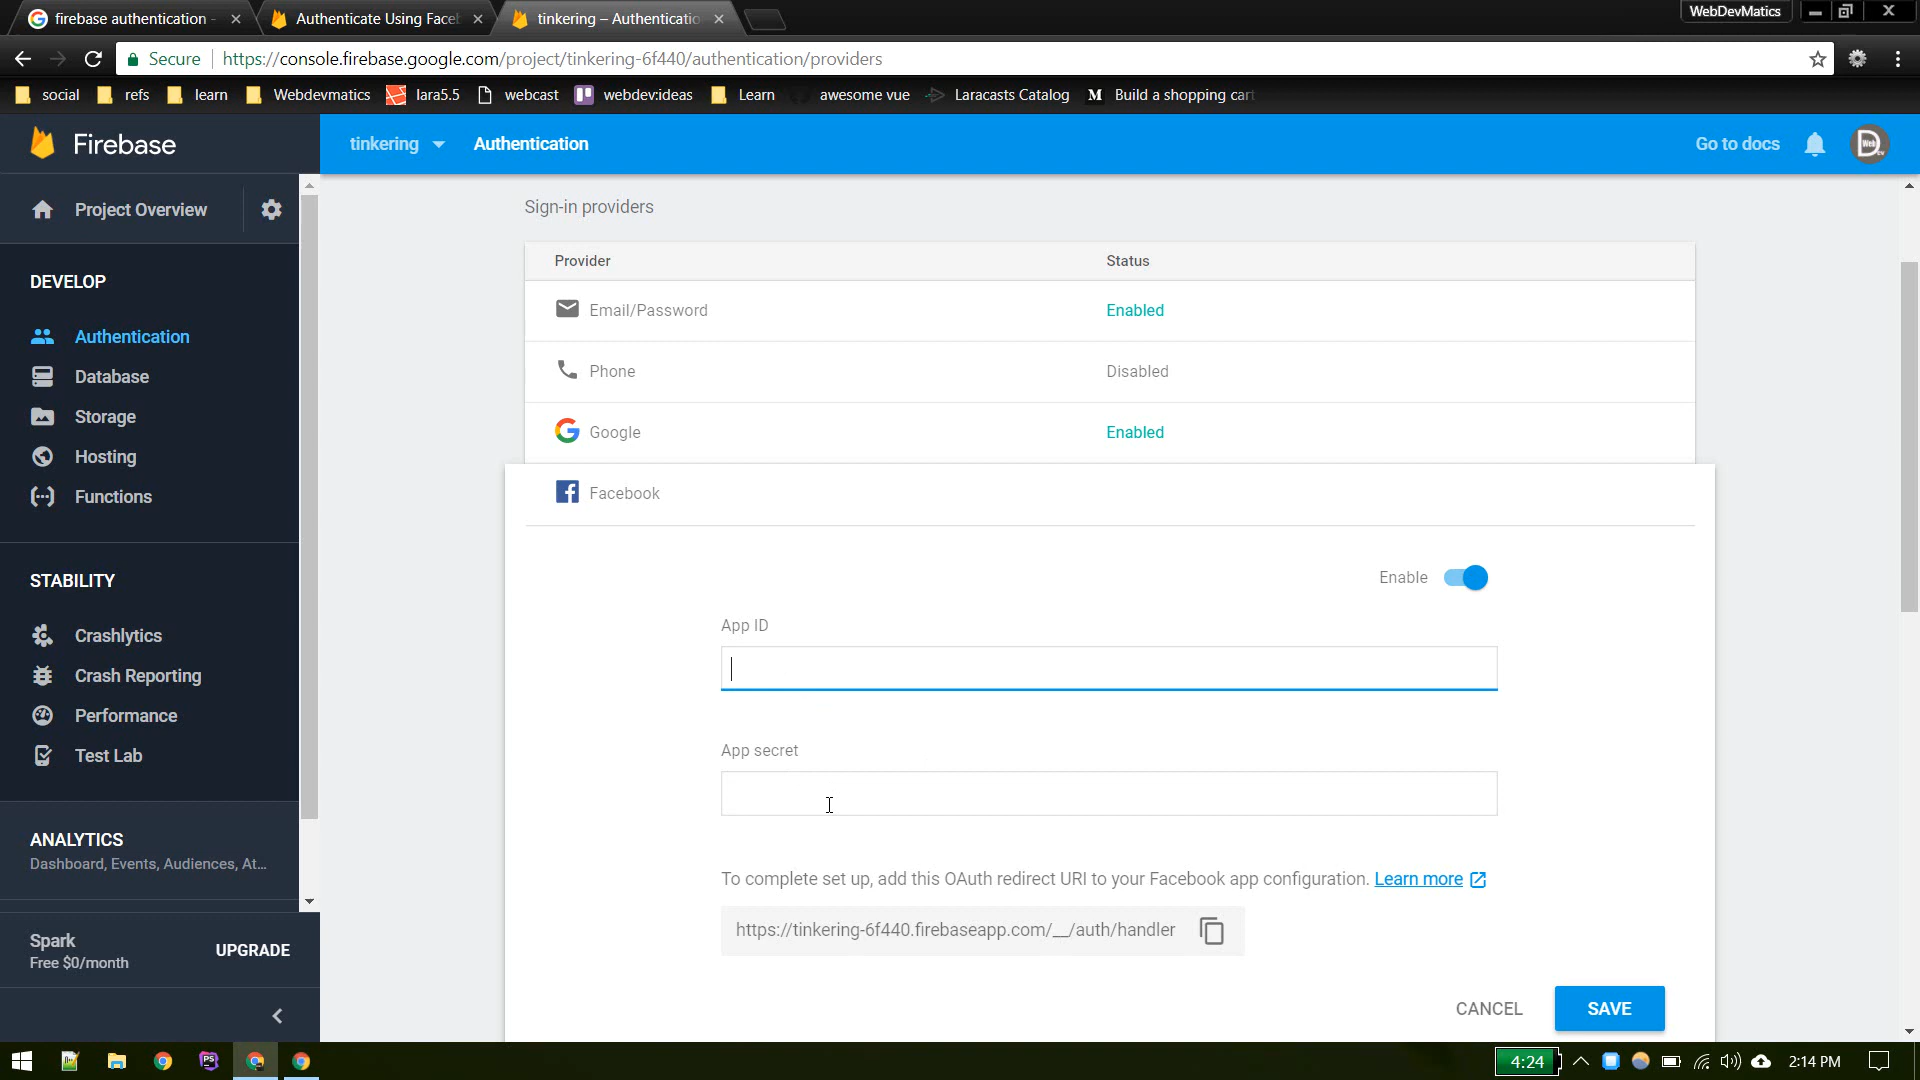 firebase authentication -
Authenticate Using Faceb
tinkering – Authenticatio
WebDevMatics
Secure
https://console.firebase.google.com/project/tinkering-6f440/authentication/providers
social
refs
learn
Webdevmatics
lara5.5
webcast
webdev:ideas
Learn
awesome vue
Laracasts Catalog
M
Build a shopping cart
Firebase
tinkering
Authentication
Go to docs
Project Overview
DEVELOP
Authentication
Database
Storage
Hosting
Functions
STABILITY
Crashlytics
Crash Reporting
Performance
Test Lab
ANALYTICS
Dashboard, Events, Audiences, At...
Spark
Free $0/month
UPGRADE
Sign-in providers
Provider
Status
Email/Password
Enabled
Phone
Disabled
Google
Enabled
Facebook
Enable
App ID
App secret
To complete set up, add this OAuth redirect URI to your Facebook app configuration. Learn more
https://tinkering-6f440.firebaseapp.com/__/auth/handler
CANCEL
SAVE
PS
4:24
2:14 PM